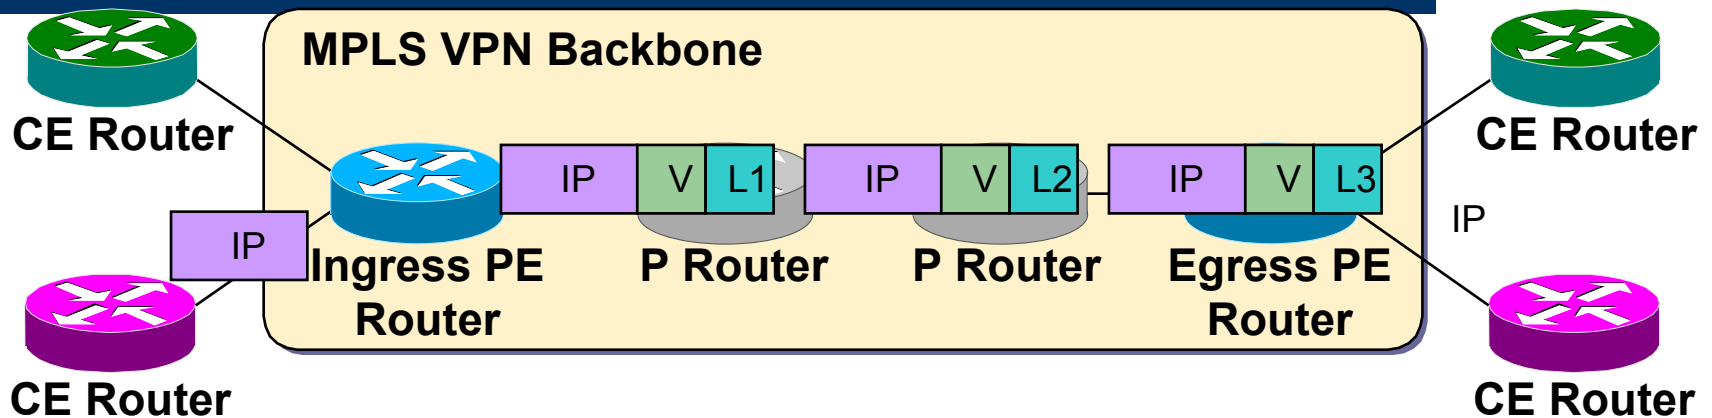 MPLS VPN Backbone
CE Router
CE Router
IP V L1
IP V L2
IP V L3
IP
IP
Ingress PE
Router
P Router
P Router
Egress PE
Router
CE Router
CE Router